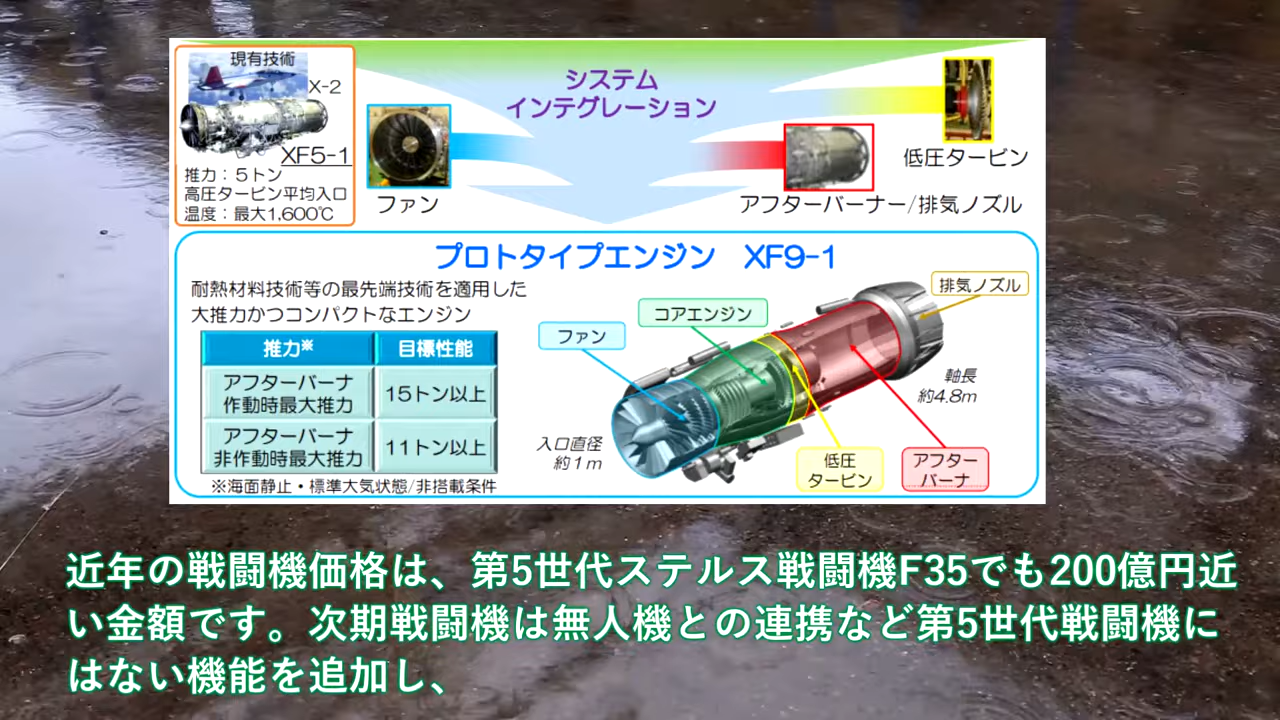 現有技術
X-2
XF5-1
推力：５トン
高圧タービン平均入口
温度：最大1,600℃
ファン
システム
インテグレーション
アフターバーナー/排気ノズル
低圧タービン
プロトタイプエンジン　XF9-1
耐熱材料技術等の最先端技術を適用した
大推力かつコンパクトなエンジン
推力※
目標性能
アフターバーナ
作動時最大推力
15トン以上
アフターバーナ
非作動時最大推力
11トン以上
※海面静止・標準大気状態/非搭載条件
ファン
コアエンジン
排気ノズル
軸長
約4.8m
入口直径
約１m
低圧
タービン
アフター
バーナ
近年の戦闘機価格は、第5世代ステルス戦闘機F35でも200億円近
い金額です。次期戦闘機は無人機との連携など第5世代戦闘機に
はない機能を追加し、